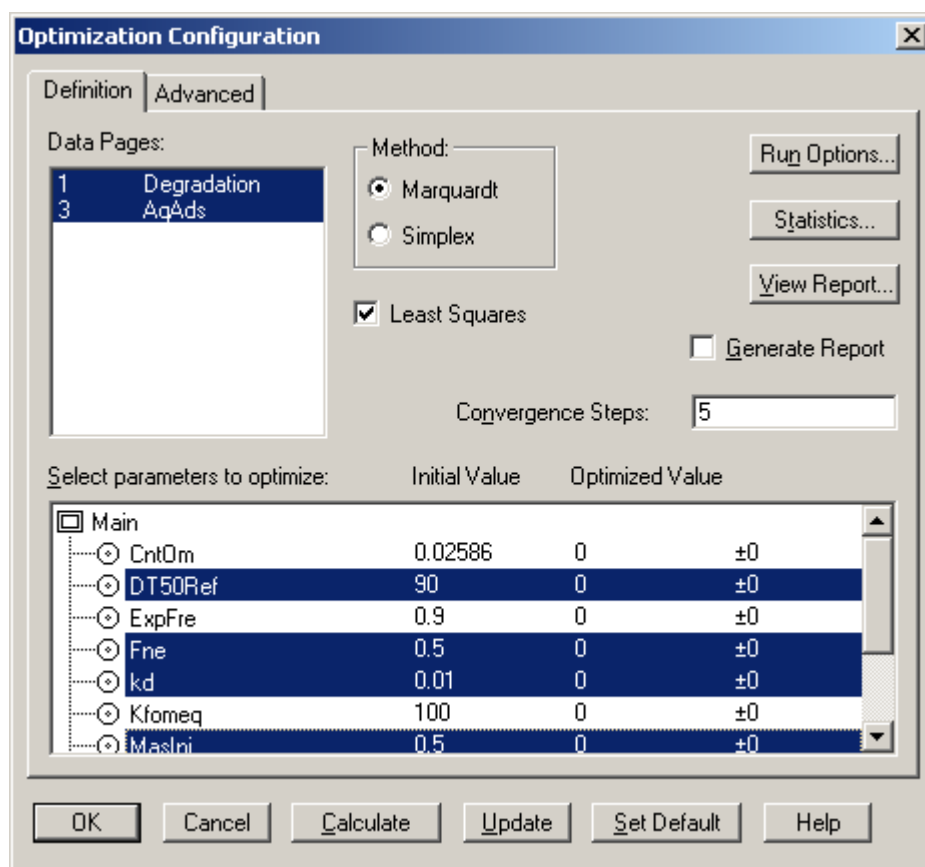 Optimization Configuration
Definition Advanced
Data Pages:
1 Degradation
3 AqAds
Method:
Marquardt
Simplex
Least Squares
Run Options...
Statistics...
View Report...
Generate Report
Convergence Steps: 5
Select parameters to optimize: Initial Value Optimized Value
Main
CntOm 0.02586 0 ±0
DT50Ref 90 0 ±0
ExpFre 0.9 0 ±0
Fne 0.5 0 ±0
kd 0.01 0 ±0
Kfomeq 100 0 ±0
MasIni 0.5 0 ±0
OK Cancel Calculate Update Set Default Help